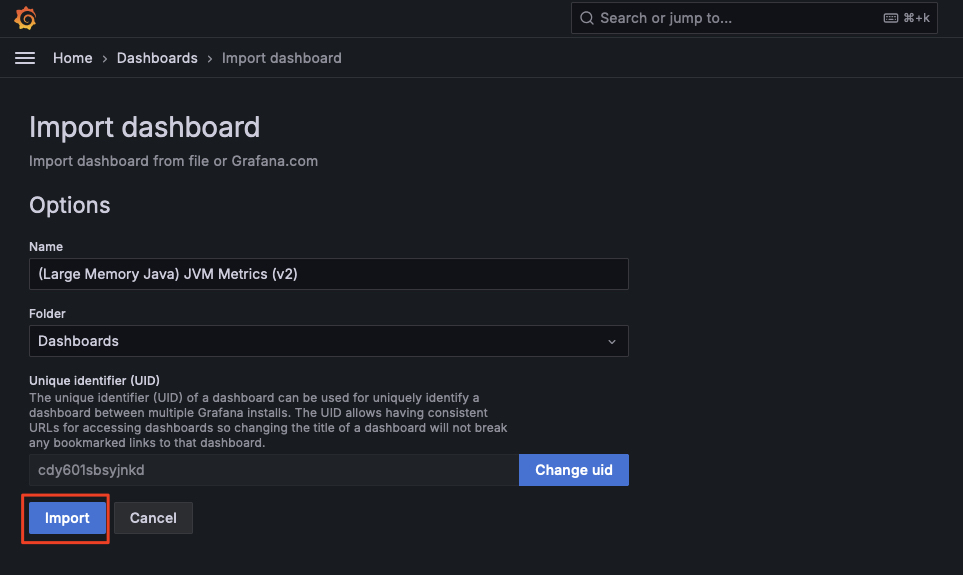 Search or jump to...
⌘+k
Home › Dashboards › Import dashboard
Import dashboard
Import dashboard from file or Grafana.com
Options
Name
(Large Memory Java) JVM Metrics (v2)
Folder
Dashboards
Unique identifier (UID)
The unique identifier (UID) of a dashboard can be used for uniquely identify a
dashboard between multiple Grafana installs. The UID allows having consistent
URLs for accessing dashboards so changing the title of a dashboard will not break
any bookmarked links to that dashboard.
cdy601sbsyjnkd
Change uid
Import
Cancel